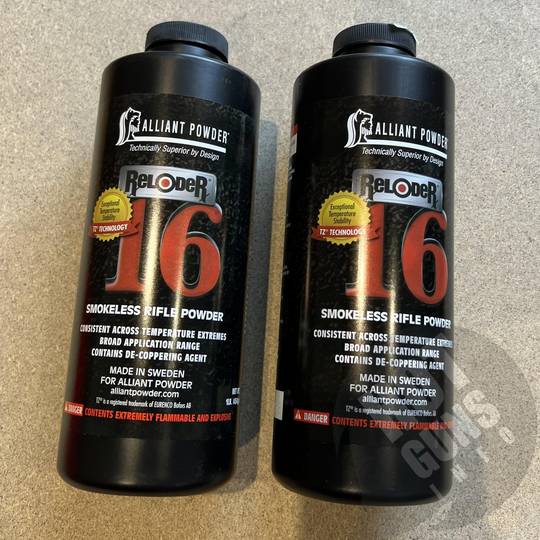 ALLIANT POWDER
Technically Superior by Design
RELODER
Exceptional
Temperature
Stability
TZ® TECHNOLOGY
16
SMOKELESS RIFLE POWDER
CONSISTENT ACROSS TEMPERATURE EXTREMES
BROAD APPLICATION RANGE
CONTAINS DE-COPPERING AGENT
MADE IN SWEDEN
FOR ALLIANT POWDER
alliantpowder.com
TZ® is a registered trademark of EURENCO Bofors AB
DANGER CONTENTS EXTREMELY FLAMMABLE AND EXPLOSIVE
ALLIANT POWDER
Technically Superior by Design
RELODER
Exceptional
Temperature
Stability
TZ® TECHNOLOGY
16
SMOKELESS RIFLE POWDER
CONSISTENT ACROSS TEMPERATURE EXTREMES
BROAD APPLICATION RANGE
CONTAINS DE-COPPERING AGENT
MADE IN SWEDEN
FOR ALLIANT POWDER
alliantpowder.com
TZ® is a registered trademark of EURENCO Bofors AB
DANGER CONTENTS EXTREMELY FLAMMABLE AND
GUNS
INFO